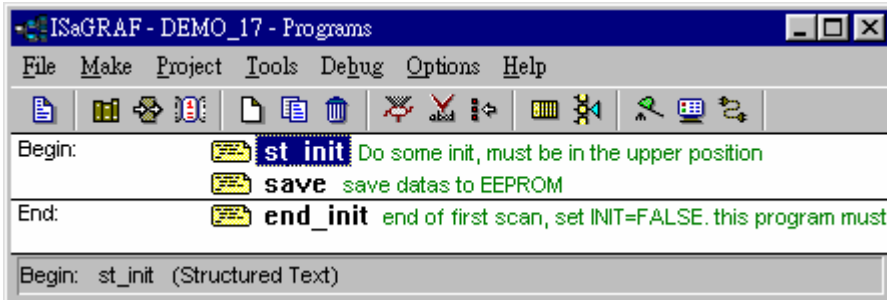 ISaGRAF - DEMO_17 - Programs
File Make Project Tools Debug Options Help
Begin: st_init Do some init, must be in the upper position
save save datas to EEPROM
End: end_init end of first scan, set INIT=FALSE. this program must
Begin: st_init (Structured Text)